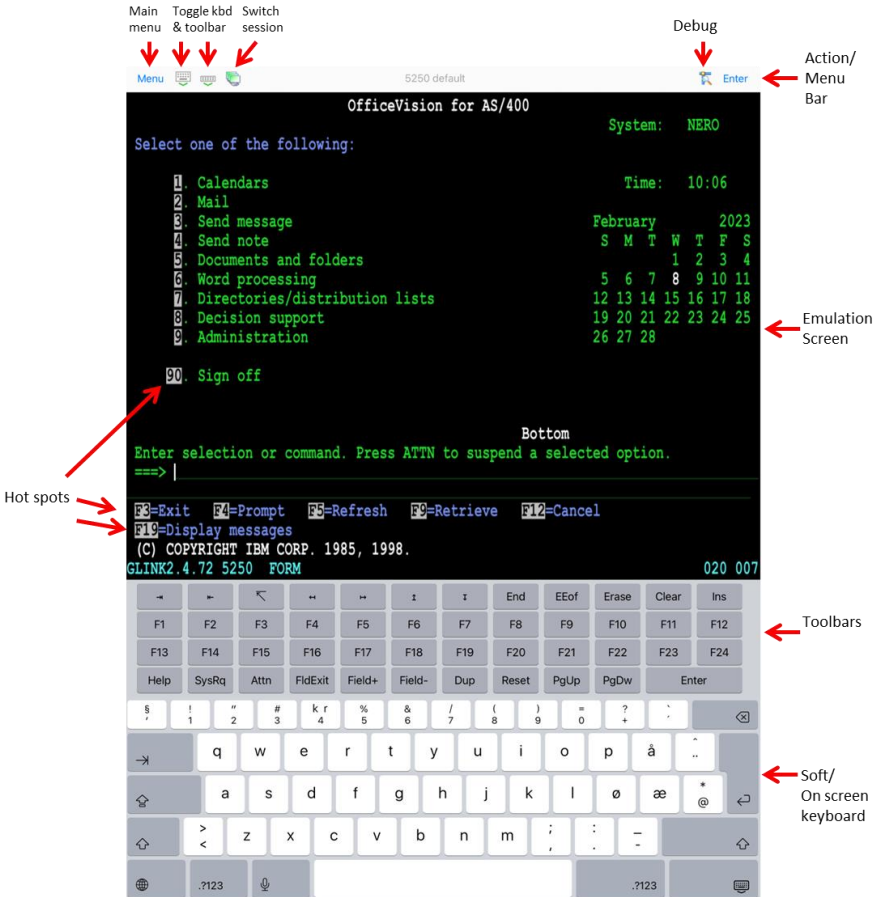 Main menu
Toggle kbd & toolbar
Switch session
Debug
Action/
Menu
Bar
Menu 5250 default Enter
OfficeVision for AS/400
System: NERO
Select one of the following:
1. Calendars Time: 10:06
2. Mail
3. Send message February 2023
4. Send note S M T W T F S
5. Documents and folders 1 2 3 4
6. Word processing 5 6 7 8 9 10 11
7. Directories/distribution lists 12 13 14 15 16 17 18
8. Decision support 19 20 21 22 23 24 25
9. Administration 26 27 28
Emulation
Screen
90. Sign off
Bottom
Enter selection or command. Press ATTN to suspend a selected option.
===>
Hot spots
F3=Exit F4=Prompt F5=Refresh F9=Retrieve F12=Cancel
F19=Display messages
(C) COPYRIGHT IBM CORP. 1985, 1998.
GLINK2.4.72 5250 FORM 020 007
End EEof Erase Clear Ins
F1 F2 F3 F4 F5 F6 F7 F8 F9 F10 F11 F12
Toolbars
F13 F14 F15 F16 F17 F18 F19 F20 F21 F22 F23 F24
Help SysRq Attn FldExit Field+ Field- Dup Reset PgUp PgDw Enter
§ ! " # k r % & / ( ) = ? `
' 1 2 3 4 5 6 7 8 9 0 + ´
q w e r t y u i o p å ^ ¨
a s d f g h j k l ø æ * @
Soft/
On screen
keyboard
> < z x c v b n m ; , : . _ -
.?123 .?123